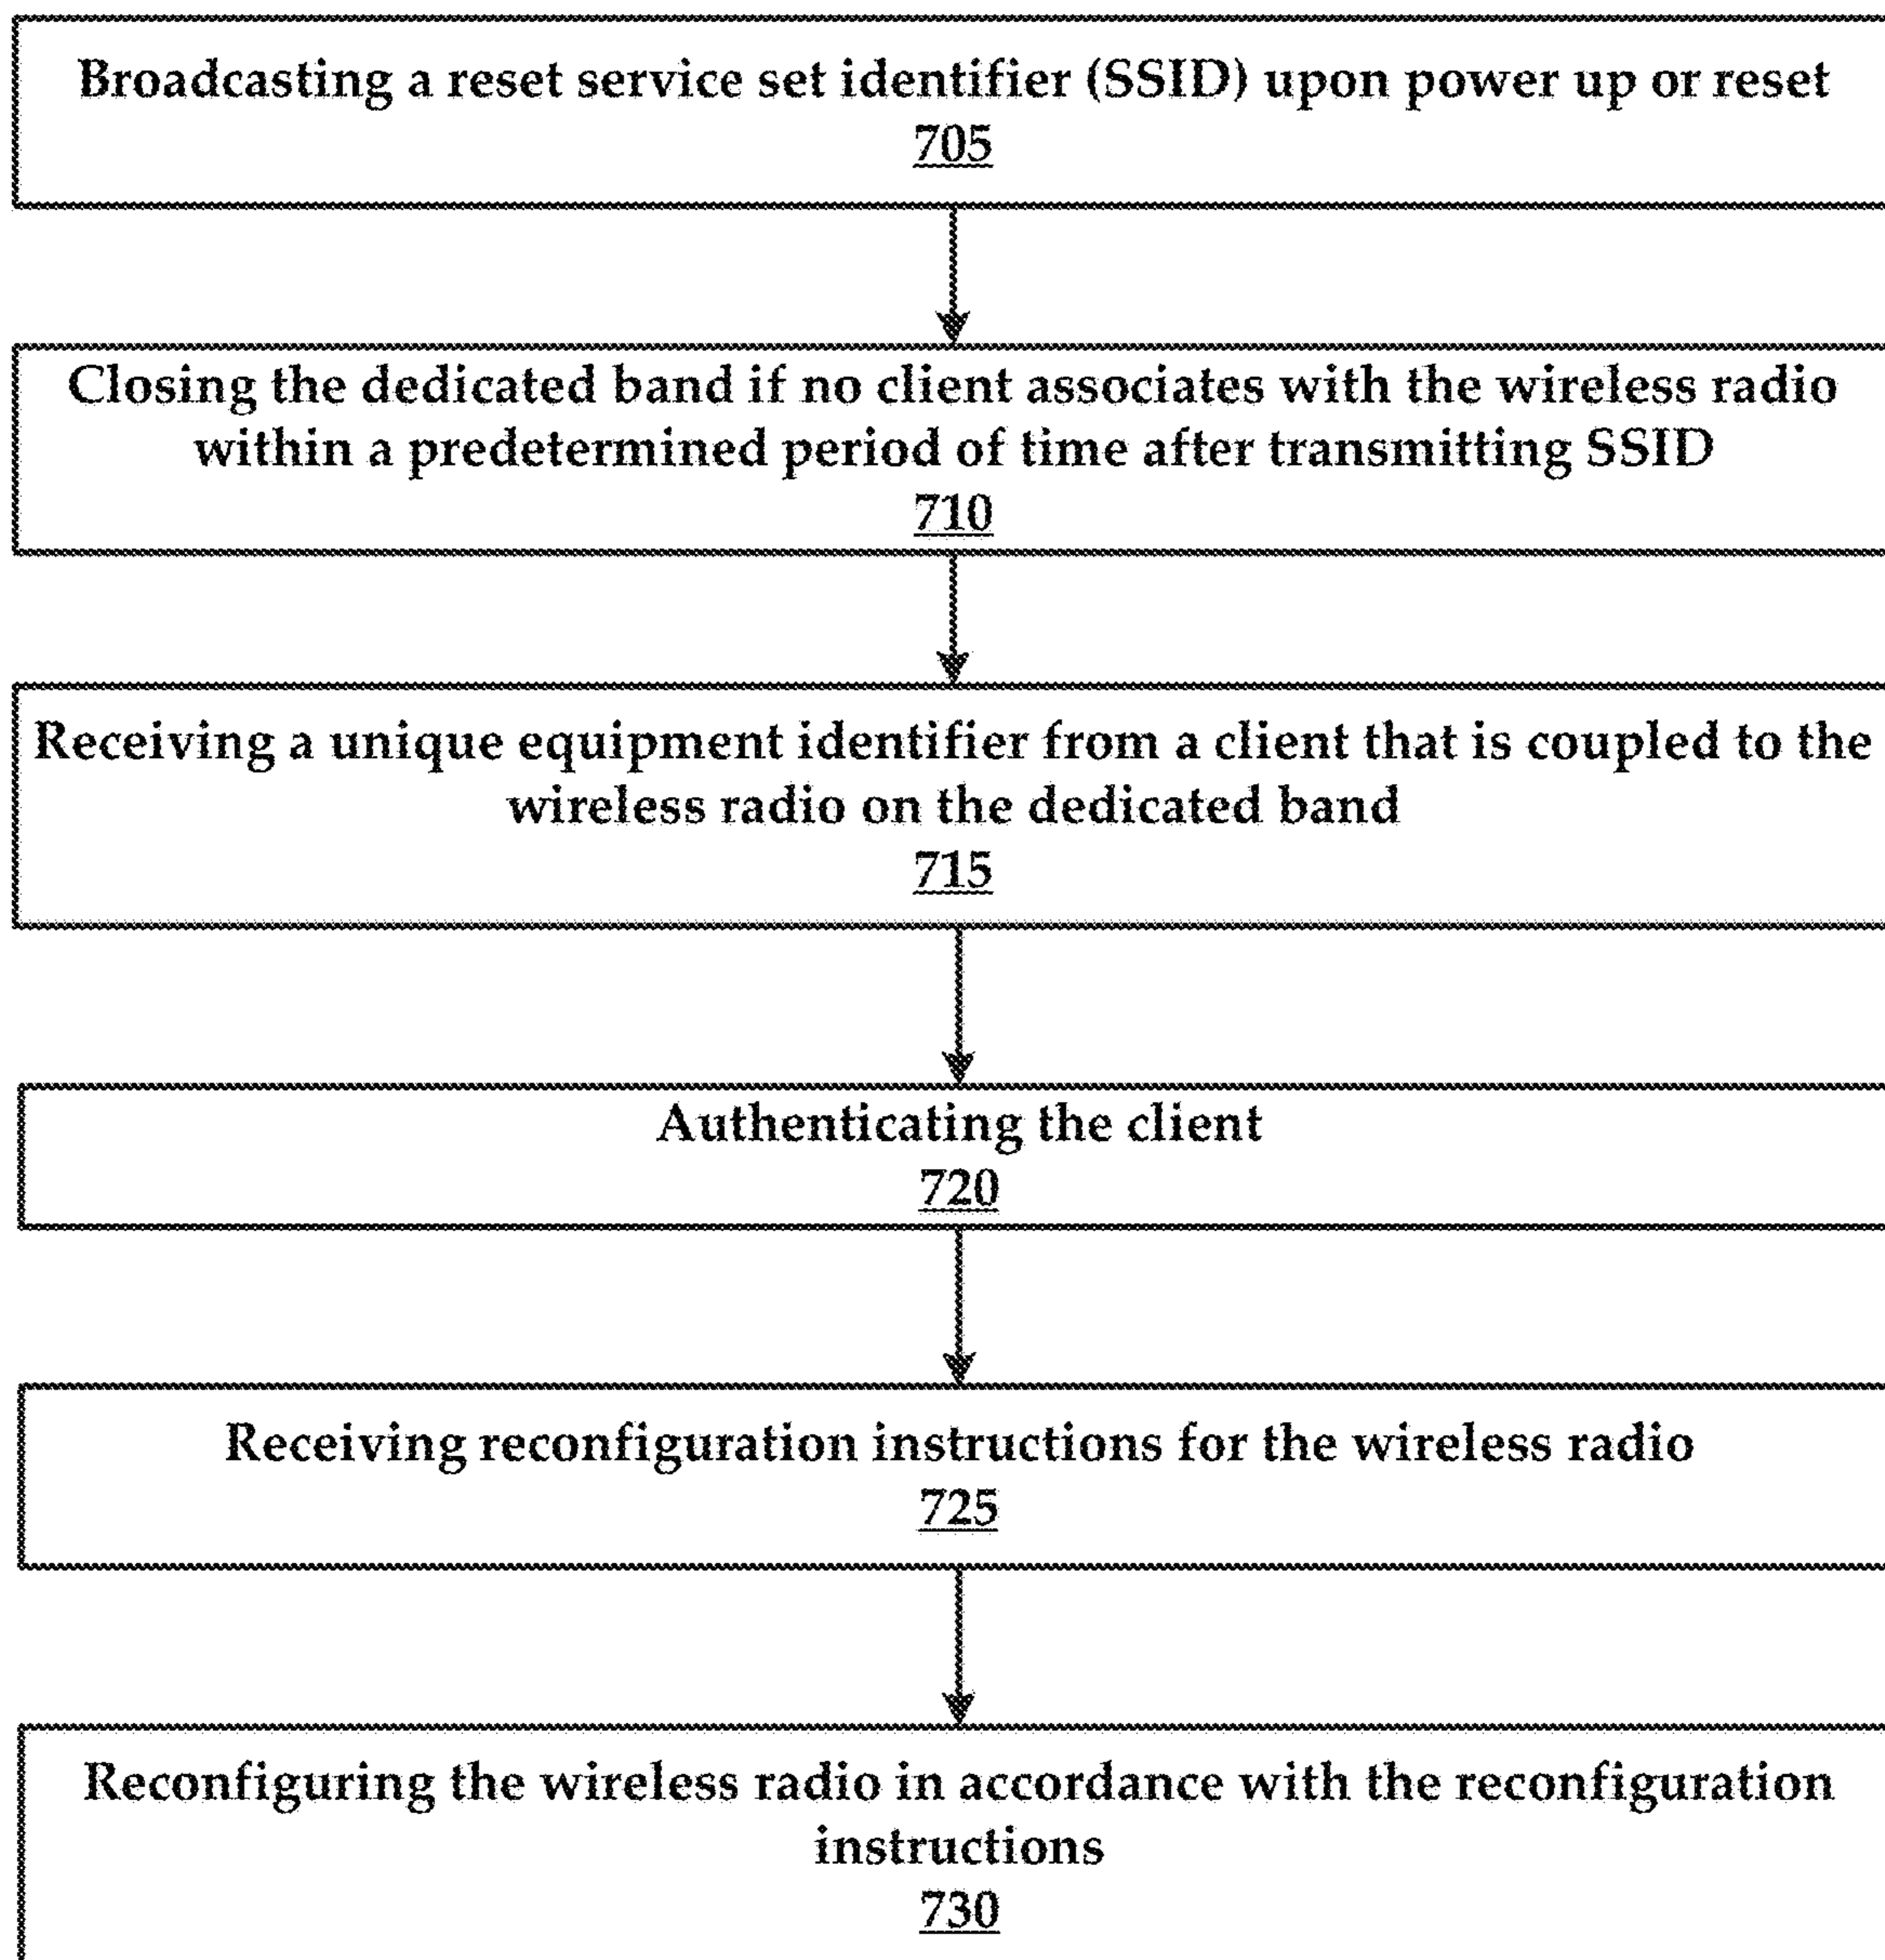 Broadcasting a reset service set identifier (SSID) upon power up or reset
705
Closing the dedicated band if no client associates with the wireless radio
within a predetermined period of time after transmitting SSID
710
Receiving a unique equipment identifier from a client that is coupled to the
wireless radio on the dedicated band
715
Authenticating the client
720
Receiving reconfiguration instructions for the wireless radio
725
Reconfiguring the wireless radio in accordance with the reconfiguration
instructions
730